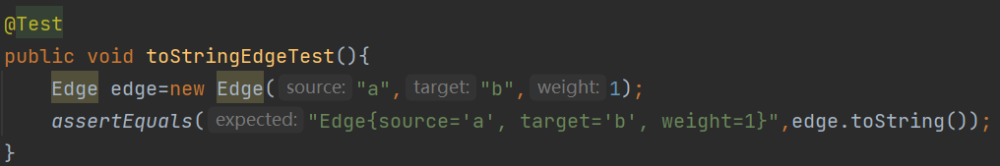 @Test
public void toStringEdgeTest(){
    Edge edge=new Edge( source: "a", target: "b", weight: 1);
    assertEquals( expected: "Edge{source='a', target='b', weight=1}",edge.toString());
}